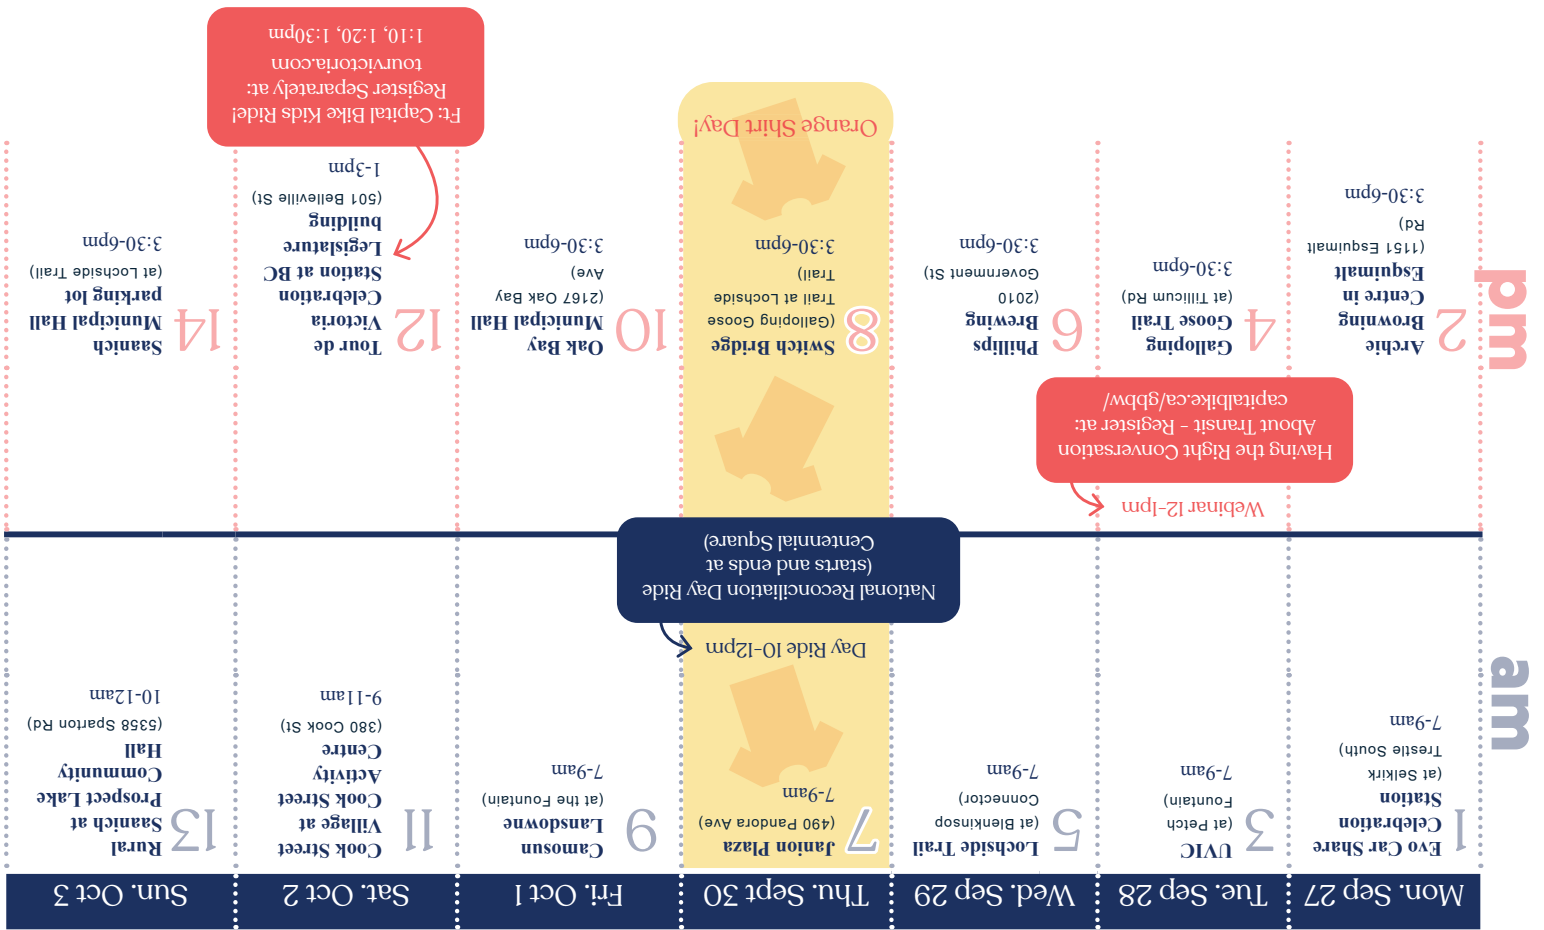 Mon. Sep 27
Tue. Sep 28
Wed. Sep 29
Thu. Sept 30
Fri. Oct 1
Sat. Oct 2
Sun. Oct 3
am
1
Evo Car Share
Celebration
Station
(at Selkirk
Trestle South)
7-9am
3
UVIC
(at Petch
Fountain)
7-9am
5
Lochside Trail
(at Blenkinsop
Connector)
7-9am
7
Janion Plaza
(490 Pandora Ave)
7-9am
Day Ride 10-12pm
National Reconciliation Day Ride
(starts and ends at
Centennial Square)
9
Camosun
Lansdowne
(at the Fountain)
7-9am
11
Cook Street
Village at
Cook Street
Activity
Centre
(380 Cook St)
9-11am
13
Rural
Saanich at
Prospect Lake
Community
Hall
(5358 Sparton Rd)
10-12am
pm
Webinar 12-1pm
Having the Right Conversation
About Transit - Register at:
capitalbike.ca/gbbw/
2
Archie
Browning
Centre in
Esquimalt
(1151 Esquimalt
Rd)
3:30-6pm
4
Galloping
Goose Trail
(at Tillicum Rd)
3:30-6pm
6
Phillips
Brewing
(2010
Government St)
3:30-6pm
8
Switch Bridge
(Galloping Goose
Trail at Lochside
Trail)
3:30-6pm
Orange Shirt Day!
10
Oak Bay
Municipal Hall
(2167 Oak Bay
Ave)
3:30-6pm
12
Tour de
Victoria
Celebration
Station at BC
Legislature
building
(501 Belleville St)
1-3pm
Ft: Capital Bike Kids Ride!
Register Separately at:
tourvictoria.com
1:10, 1:20, 1:30pm
14
Saanich
Municipal Hall
parking lot
(at Lochside Trail)
3:30-6pm